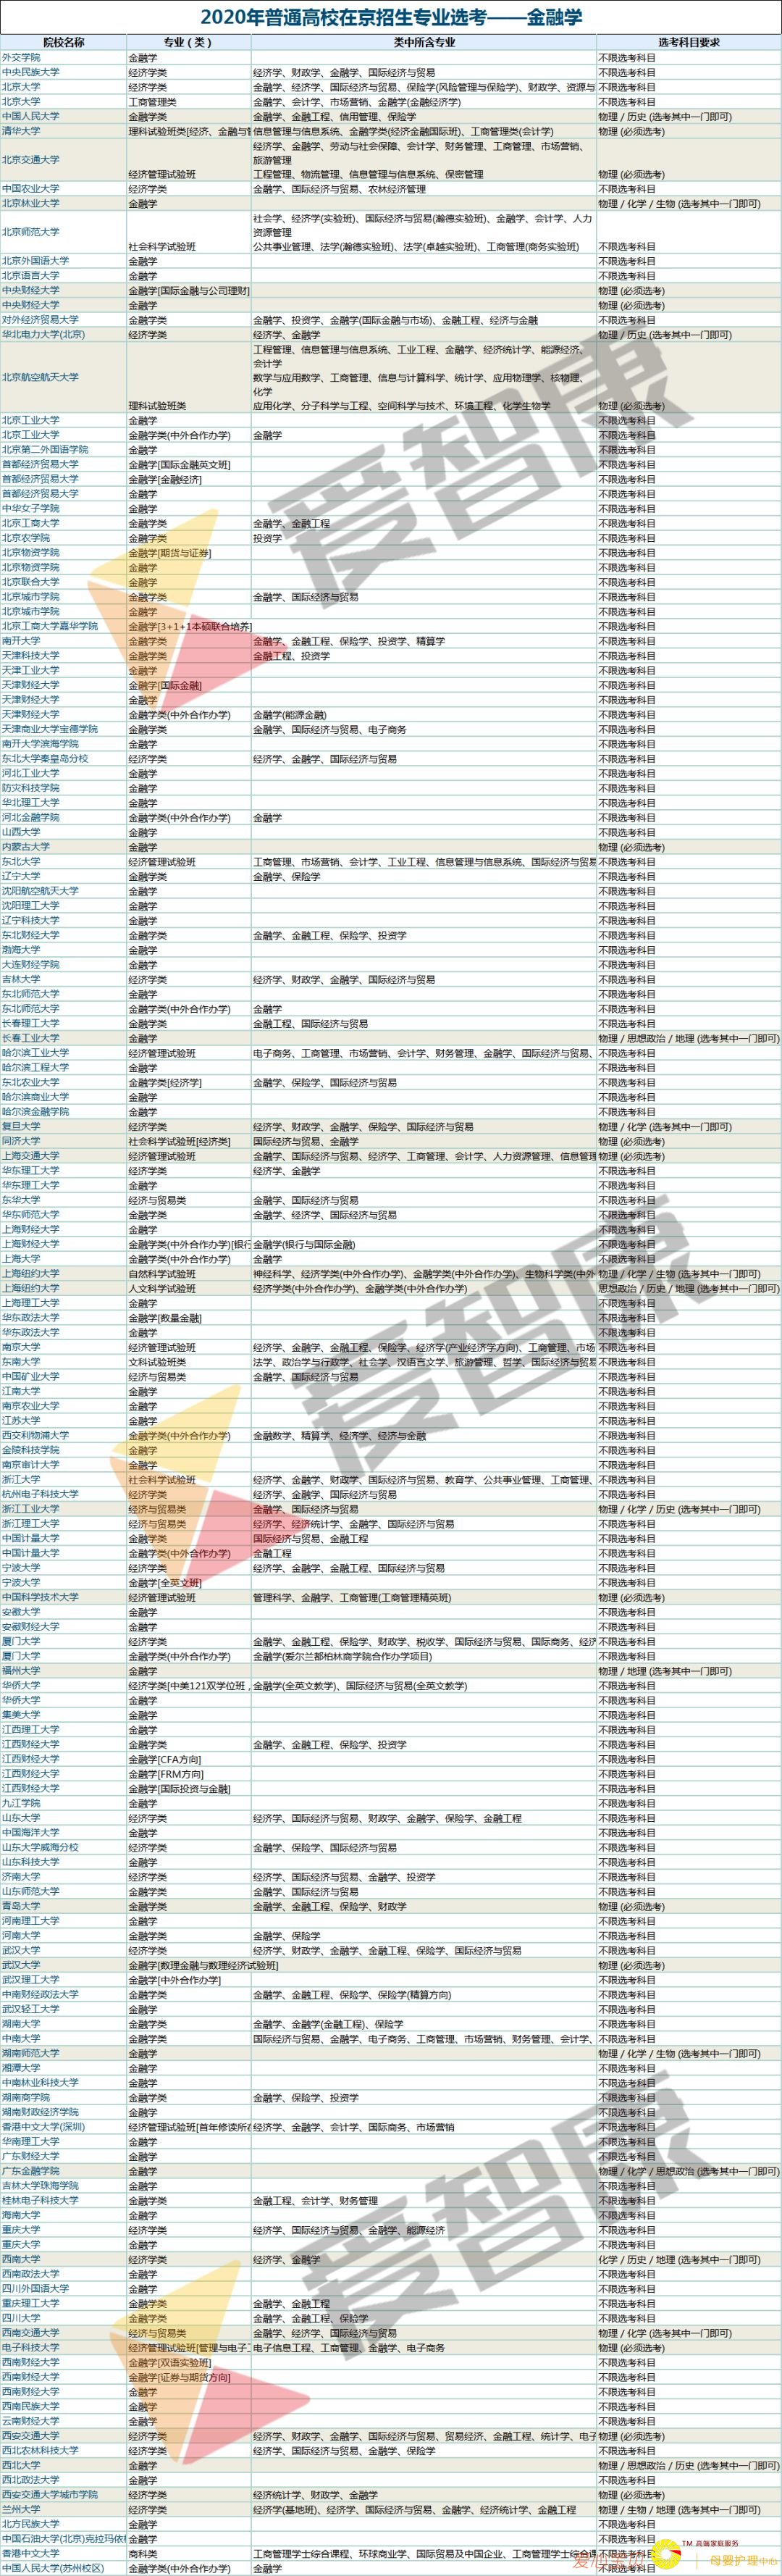 2020年普通高校在京招生专业选考——金融学
院校名称 专业（类） 类中所含专业 选考科目要求
外交学院 金融学 不限选考科目
中央民族大学 经济学类 经济学、财政学、金融学、国际经济与贸易 不限选考科目
北京大学 经济学类 金融学、经济学、国际经济与贸易、保险学(风险管理与保险学)、财政学、资源与 不限选考科目
北京大学 工商管理类 金融学、会计学、市场营销、金融学(金融经济学) 不限选考科目
中国人民大学 金融学类 金融学、金融工程、信用管理、保险学 物理 / 历史 (选考其中一门即可)
清华大学 理科试验班类[经济、金融与 信息管理与信息系统、金融学类(经济金融国际班)、工商管理类(会计学) 物理 (必须选考)
北京交通大学 经济管理试验班 经济学、金融学、劳动与社会保障、会计学、财务管理、工商管理、市场营销、
旅游管理
工程管理、物流管理、信息管理与信息系统、保密管理 物理 (必须选考)
中国农业大学 经济学类 金融学、国际经济与贸易、农林经济管理 不限选考科目
北京林业大学 金融学 物理 / 化学 / 生物 (选考其中一门即可)
北京师范大学 社会科学试验班 社会学、经济学(实验班)、国际经济与贸易(瀚德实验班)、金融学、会计学、人力
资源管理
公共事业管理、法学(瀚德实验班)、法学(卓越实验班)、工商管理(商务实验班) 不限选考科目
北京外国语大学 金融学 不限选考科目
北京语言大学 金融学 不限选考科目
中央财经大学 金融学[国际金融与公司理财] 物理 (必须选考)
中央财经大学 金融学 物理 (必须选考)
对外经济贸易大学 金融学类 金融学、投资学、金融学(国际金融与市场)、金融工程、经济与金融 不限选考科目
华北电力大学(北京) 经济学类 经济学、金融学 物理 / 历史 (选考其中一门即可)
北京航空航天大学 理科试验班类 工程管理、信息管理与信息系统、工业工程、金融学、经济统计学、能源经济、
会计学
数学与应用数学、工商管理、信息与计算科学、统计学、应用物理学、核物理、
化学
应用化学、分子科学与工程、空间科学与技术、环境工程、化学生物学 物理 (必须选考)
北京工业大学 金融学 不限选考科目
北京工业大学 金融学类(中外合作办学) 金融学 不限选考科目
北京第二外国语学院 金融学 不限选考科目
首都经济贸易大学 金融学[国际金融英文班] 不限选考科目
首都经济贸易大学 金融学[金融经济] 不限选考科目
首都经济贸易大学 金融学 不限选考科目
中华女子学院 金融学 不限选考科目
北京工商大学 金融学类 金融学、金融工程 不限选考科目
北京农学院 金融学类 投资学 不限选考科目
北京物资学院 金融学[期货与证券] 不限选考科目
北京物资学院 金融学 不限选考科目
北京联合大学 金融学 不限选考科目
北京城市学院 金融学类 金融学、国际经济与贸易 不限选考科目
北京城市学院 金融学 不限选考科目
北京工商大学嘉华学院 金融学[3+1+1本硕联合培养] 不限选考科目
南开大学 金融学类 金融学、金融工程、保险学、投资学、精算学 不限选考科目
天津科技大学 金融学类 金融工程、投资学 不限选考科目
天津工业大学 金融学 不限选考科目
天津财经大学 金融学[国际金融] 不限选考科目
天津财经大学 金融学 不限选考科目
天津财经大学 金融学类(中外合作办学) 金融学(能源金融) 不限选考科目
天津商业大学宝德学院 金融学类 金融学、国际经济与贸易、电子商务 不限选考科目
南开大学滨海学院 金融学 不限选考科目
东北大学秦皇岛分校 经济学类 经济学、金融学、国际经济与贸易 不限选考科目
河北工业大学 金融学 不限选考科目
防灾科技学院 金融学 不限选考科目
华北理工大学 金融学 不限选考科目
河北金融学院 金融学类(中外合作办学) 金融学 不限选考科目
山西大学 金融学 不限选考科目
内蒙古大学 金融学 物理 (必须选考)
东北大学 经济管理试验班 工商管理、市场营销、会计学、工业工程、信息管理与信息系统、国际经济与贸易 不限选考科目
辽宁大学 金融学类 金融学、保险学 不限选考科目
沈阳航空航天大学 金融学 不限选考科目
沈阳理工大学 金融学 不限选考科目
辽宁科技大学 金融学 不限选考科目
东北财经大学 金融学类 金融学、金融工程、保险学、投资学 不限选考科目
渤海大学 金融学 不限选考科目
大连财经学院 金融学 不限选考科目
吉林大学 经济学类 经济学、财政学、金融学、国际经济与贸易 不限选考科目
东北师范大学 金融学 不限选考科目
东北师范大学 金融学类(中外合作办学) 金融学 不限选考科目
长春理工大学 金融学类 金融工程、国际经济与贸易 不限选考科目
长春工业大学 金融学 物理 / 思想政治 / 地理 (选考其中一门即可)
哈尔滨工业大学 经济管理试验班 电子商务、工商管理、市场营销、会计学、财务管理、金融学、国际经济与贸易、 不限选考科目
哈尔滨工程大学 金融学 不限选考科目
东北农业大学 金融学类[经济学] 金融学、保险学、国际经济与贸易 不限选考科目
哈尔滨商业大学 金融学 不限选考科目
哈尔滨金融学院 金融学 不限选考科目
复旦大学 经济学类 经济学、财政学、金融学、保险学、国际经济与贸易 物理 / 化学 (选考其中一门即可)
同济大学 社会科学试验班[经济类] 国际经济与贸易、金融学 物理 (必须选考)
上海交通大学 经济管理试验班 金融学、国际经济与贸易、经济学、工商管理、会计学、人力资源管理、信息管理 物理 (必须选考)
华东理工大学 经济学类 经济学、金融学 不限选考科目
华东理工大学 金融学 不限选考科目
东华大学 经济与贸易类 金融学、国际经济与贸易 不限选考科目
华东师范大学 金融学类 金融学、经济学、国际经济与贸易 不限选考科目
上海财经大学 金融学 不限选考科目
上海财经大学 金融学类(中外合作办学)[银行 金融学(银行与国际金融) 不限选考科目
上海大学 金融学类(中外合作办学) 金融学 不限选考科目
上海纽约大学 自然科学试验班 神经科学、经济学类(中外合作办学)、金融学类(中外合作办学)、生物科学类(中外 物理 / 化学 / 生物 (选考其中一门即可)
上海纽约大学 人文科学试验班 经济学类(中外合作办学)、金融学类(中外合作办学) 思想政治 / 历史 / 地理 (选考其中一门即可)
上海理工大学 金融学 不限选考科目
华东政法大学 金融学[数量金融] 不限选考科目
华东政法大学 金融学 不限选考科目
南京大学 经济管理试验班 经济学、金融学、金融工程、保险学、经济学(产业经济学方向)、工商管理、市场 不限选考科目
东南大学 文科试验班类 法学、政治学与行政学、社会学、汉语言文学、旅游管理、哲学、国际经济与贸易 不限选考科目
中国矿业大学 经济与贸易类 金融学、国际经济与贸易 不限选考科目
江南大学 金融学 不限选考科目
南京农业大学 金融学 不限选考科目
江苏大学 金融学 不限选考科目
西交利物浦大学 金融学类(中外合作办学) 金融数学、精算学、经济学、经济与金融 不限选考科目
金陵科技学院 金融学 不限选考科目
南京审计大学 金融学 不限选考科目
浙江大学 社会科学试验班 经济学、金融学、财政学、国际经济与贸易、教育学、公共事业管理、工商管理、 不限选考科目
杭州电子科技大学 经济学类 经济学、金融学、国际经济与贸易 不限选考科目
浙江工业大学 经济与贸易类 金融学、国际经济与贸易 物理 / 化学 / 历史 (选考其中一门即可)
浙江理工大学 经济与贸易类 经济学、经济统计学、金融学、国际经济与贸易 不限选考科目
中国计量大学 金融学类 国际经济与贸易、金融工程 不限选考科目
中国计量大学 金融学类(中外合作办学) 金融工程 不限选考科目
宁波大学 经济学类 经济学、金融学、金融工程、国际经济与贸易 不限选考科目
宁波大学 金融学[全英文班] 不限选考科目
中国科学技术大学 经济管理试验班 管理科学、金融学、工商管理(工商管理精英班) 物理 (必须选考)
安徽大学 金融学 不限选考科目
安徽财经大学 金融学 不限选考科目
厦门大学 经济学类 金融学、金融工程、保险学、财政学、税收学、国际经济与贸易、国际商务、经济 不限选考科目
厦门大学 金融学类(中外合作办学) 金融学(爱尔兰都柏林商学院合作办学项目) 不限选考科目
福州大学 金融学 物理 / 地理 (选考其中一门即可)
华侨大学 经济学类[中美121双学位班， 金融学(全英文教学)、国际经济与贸易(全英文教学) 不限选考科目
华侨大学 金融学 不限选考科目
集美大学 金融学 不限选考科目
江西理工大学 金融学 不限选考科目
江西财经大学 金融学类 金融学、金融工程、保险学、投资学 不限选考科目
江西财经大学 金融学[CFA方向] 不限选考科目
江西财经大学 金融学[FRM方向] 不限选考科目
江西财经大学 金融学[国际投资与金融] 不限选考科目
九江学院 金融学 不限选考科目
山东大学 经济学类 经济学、国际经济与贸易、财政学、金融学、保险学、金融工程 不限选考科目
中国海洋大学 金融学 不限选考科目
山东大学威海分校 经济学类 金融学、保险学、国际经济与贸易 不限选考科目
山东科技大学 金融学 不限选考科目
济南大学 经济学类 经济学、国际经济与贸易、金融学、投资学 不限选考科目
山东师范大学 金融学类 金融学、国际经济与贸易 不限选考科目
青岛大学 金融学类 金融学、金融工程、保险学、财政学 物理 (必须选考)
河南理工大学 金融学 不限选考科目
河南大学 金融学类 金融学、保险学 不限选考科目
武汉大学 经济学类 经济学、财政学、金融学、金融工程、保险学、国际经济与贸易 不限选考科目
武汉大学 金融学[数理金融与数理经济试验班] 物理 (必须选考)
武汉理工大学 金融学[中外合作办学] 不限选考科目
中南财经政法大学 金融学类 金融学、金融工程、保险学、保险学(精算方向) 不限选考科目
武汉轻工大学 金融学 不限选考科目
湖南大学 金融学类 金融学、金融学(金融工程)、保险学 不限选考科目
中南大学 金融学类 国际经济与贸易、金融学、电子商务、工商管理、市场营销、财务管理、会计学、 不限选考科目
湖南师范大学 金融学 物理 / 化学 / 生物 (选考其中一门即可)
湘潭大学 金融学 不限选考科目
中南林业科技大学 金融学 不限选考科目
湖南商学院 金融学类 金融学、保险学、投资学 不限选考科目
湖南财政经济学院 金融学 不限选考科目
香港中文大学(深圳) 经济管理试验班[首年修读所 经济学、金融学、会计学、国际商务、市场营销 不限选考科目
华南理工大学 金融学 不限选考科目
广东财经大学 金融学 不限选考科目
广东金融学院 金融学 物理 / 化学 / 思想政治 (选考其中一门即可)
吉林大学珠海学院 金融学 不限选考科目
桂林电子科技大学 金融学类 金融工程、会计学、财务管理 不限选考科目
海南大学 金融学 不限选考科目
重庆大学 经济学类 经济学、国际经济与贸易、金融学、能源经济 不限选考科目
重庆大学 金融学 不限选考科目
西南大学 经济学类 经济学、金融学 化学 / 历史 / 地理 (选考其中一门即可)
西南政法大学 金融学 不限选考科目
四川外国语大学 金融学 不限选考科目
重庆理工大学 金融学类 金融学、金融工程 不限选考科目
四川大学 金融学类 金融学、金融工程、保险学 不限选考科目
西南交通大学 经济与贸易类 金融学、经济学、国际经济与贸易 物理 / 化学 (选考其中一门即可)
电子科技大学 经济管理试验班[管理与电子工 电子信息工程、工商管理、金融学、电子商务 物理 (必须选考)
西南财经大学 金融学[双语实验班] 不限选考科目
西南财经大学 金融学[证券与期货方向] 不限选考科目
西南财经大学 金融学 不限选考科目
西南民族大学 金融学 不限选考科目
云南财经大学 金融学 不限选考科目
西安交通大学 经济学类 经济学、财政学、金融学、国际经济与贸易、贸易经济、金融工程、统计学、电子 物理 (必须选考)
西北农林科技大学 经济学类 经济学、国际经济与贸易、金融学、保险学 不限选考科目
西北大学 金融学 物理 / 思想政治 / 历史 (选考其中一门即可)
西北政法大学 金融学 不限选考科目
西安交通大学城市学院 经济学类 经济统计学、财政学、金融学 物理 (必须选考)
兰州大学 经济学类 经济学(基地班)、经济学、国际经济与贸易、金融学、经济统计学、金融工程 物理 / 生物 / 地理 (选考其中一门即可)
北方民族大学 金融学 不限选考科目
中国石油大学(北京)克拉玛依 金融学 不限选考科目
香港中文大学 商科类 工商管理学士综合课程、环球商业学、国际贸易及中国企业、工商管理学士综合课 不限选考科目
中国人民大学(苏州校区) 金融学类(中外合作办学) 金融学 不限选考科目
爱智康
爱智康
爱智康
TM 高端家庭服务
母婴护理中心